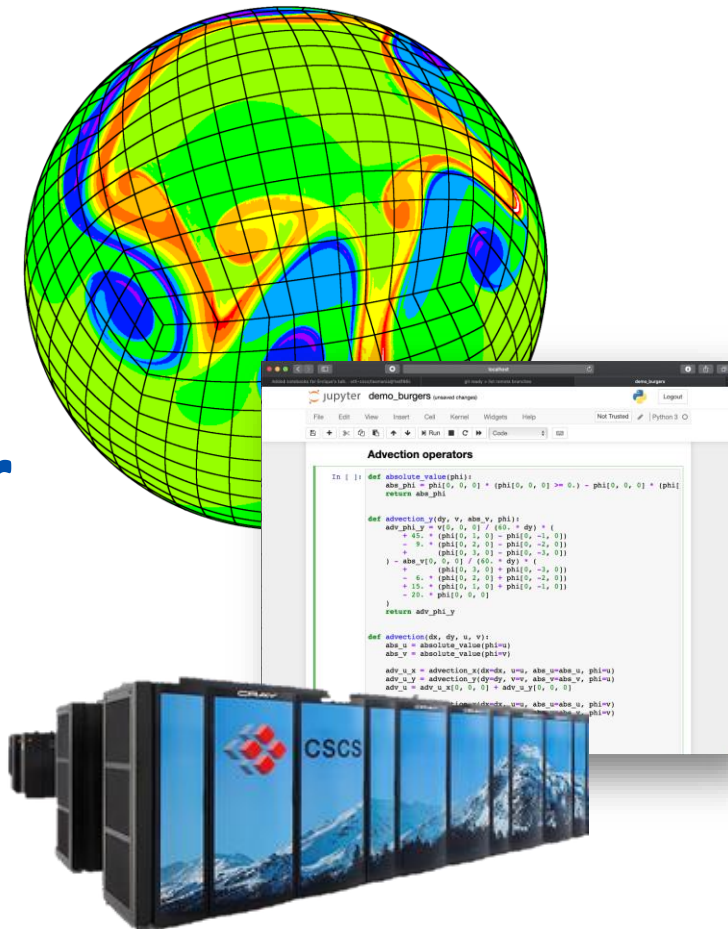 localhost
demo_burgers
jupyter demo_burgers (unsaved changes)
Logout
File Edit View Insert Cell Kernel Widgets Help
Not Trusted
Python 3
Run
Code
Advection operators
In [ ]: def absolute_value(phi):
abs_phi = phi[0, 0, 0] * (phi[0, 0, 0] >= 0.) - phi[0, 0, 0] * (phi[
return abs_phi
def advection_y(dy, v, abs_v, phi):
adv_phi_y = v[0, 0, 0] / (60. * dy) * (
+ 45. * (phi[0, 1, 0] - phi[0, -1, 0])
- 9. * (phi[0, 2, 0] - phi[0, -2, 0])
+ (phi[0, 3, 0] - phi[0, -3, 0])
) - abs_v[0, 0, 0] / (60. * dy) * (
+ (phi[0, 3, 0] + phi[0, -3, 0])
- 6. * (phi[0, 2, 0] + phi[0, -2, 0])
+ 15. * (phi[0, 1, 0] + phi[0, -1, 0])
- 20. * phi[0, 0, 0]
)
return adv_phi_y
def advection(dx, dy, u, v):
abs_u = absolute_value(phi=u)
abs_v = absolute_value(phi=v)
adv_u_x = advection_x(dx=dx, u=u, abs_u=abs_u, phi=u)
adv_u_y = advection_y(dy=dy, v=v, abs_v=abs_v, phi=u)
adv_u = adv_u_x[0, 0, 0] + adv_u_y[0, 0, 0]
(dx=dx, u=u, abs_u=abs_u, phi=v)
phi=v)
CRAY
CSCS